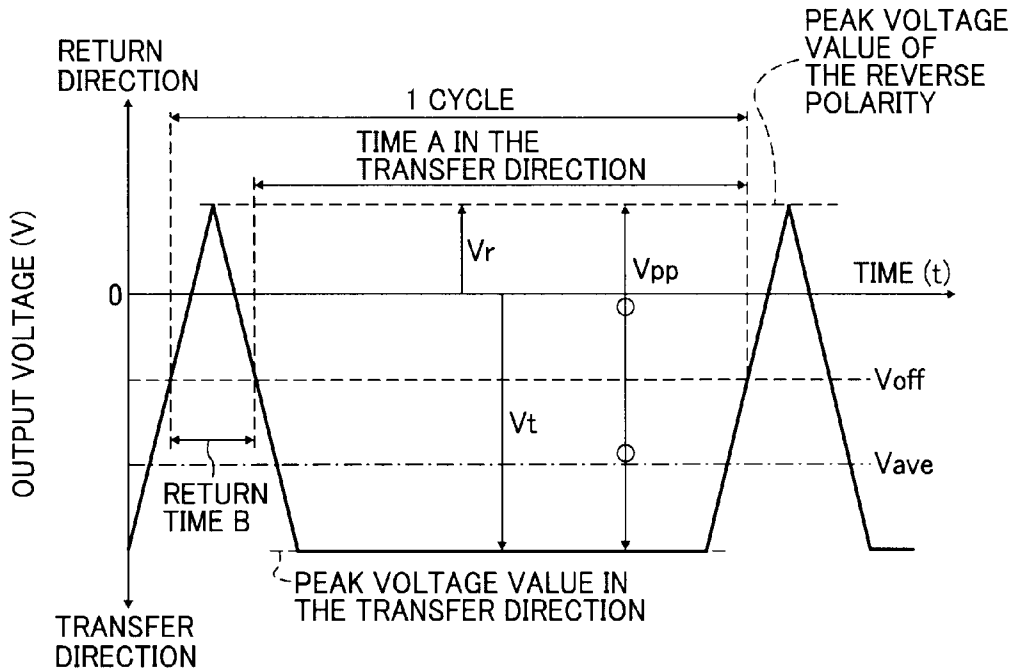 PEAK VOLTAGE
VALUE OF
THE REVERSE
POLARITY
RETURN
DIRECTION
1 CYCLE
TIME A IN THE
TRANSFER DIRECTION
OUTPUT VOLTAGE (V)
Vr
Vpp
TIME (t)
0
Voff
Vt
Vave
RETURN
TIME B
PEAK VOLTAGE VALUE IN
THE TRANSFER DIRECTION
TRANSFER
DIRECTION